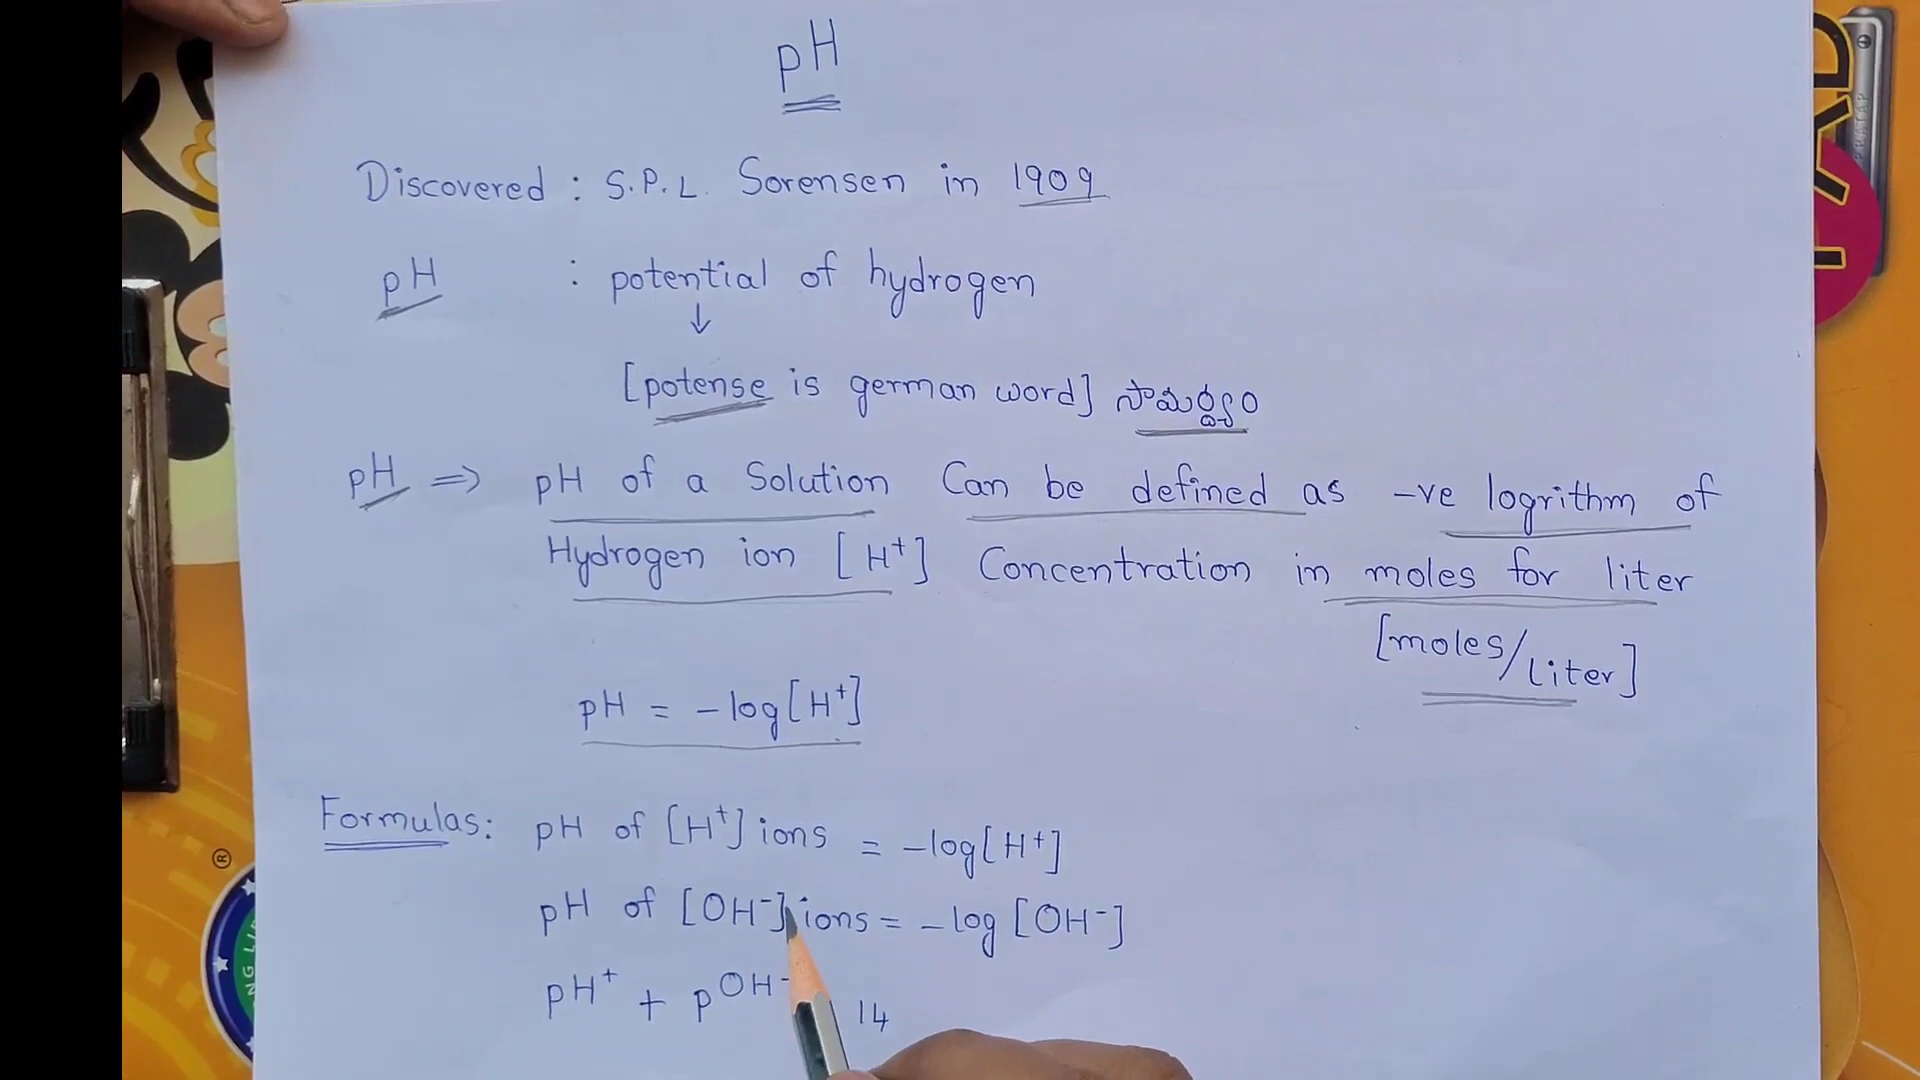 pH
Discovered : S.P.L. Sorensen in 1909
pH : potential of hydrogen
↓
[potense is german word] సామర్థ్యం
pH ⇒ pH of a Solution Can be defined as -ve logrithm of
Hydrogen ion [H⁺] Concentration in moles for liter
[moles/liter]
pH = -log[H⁺]
Formulas: pH of [H⁺] ions = -log[H⁺]
pH of [OH⁻] ions = -log [OH⁻]
pH⁺ + pOH⁻ 14
PAD
®